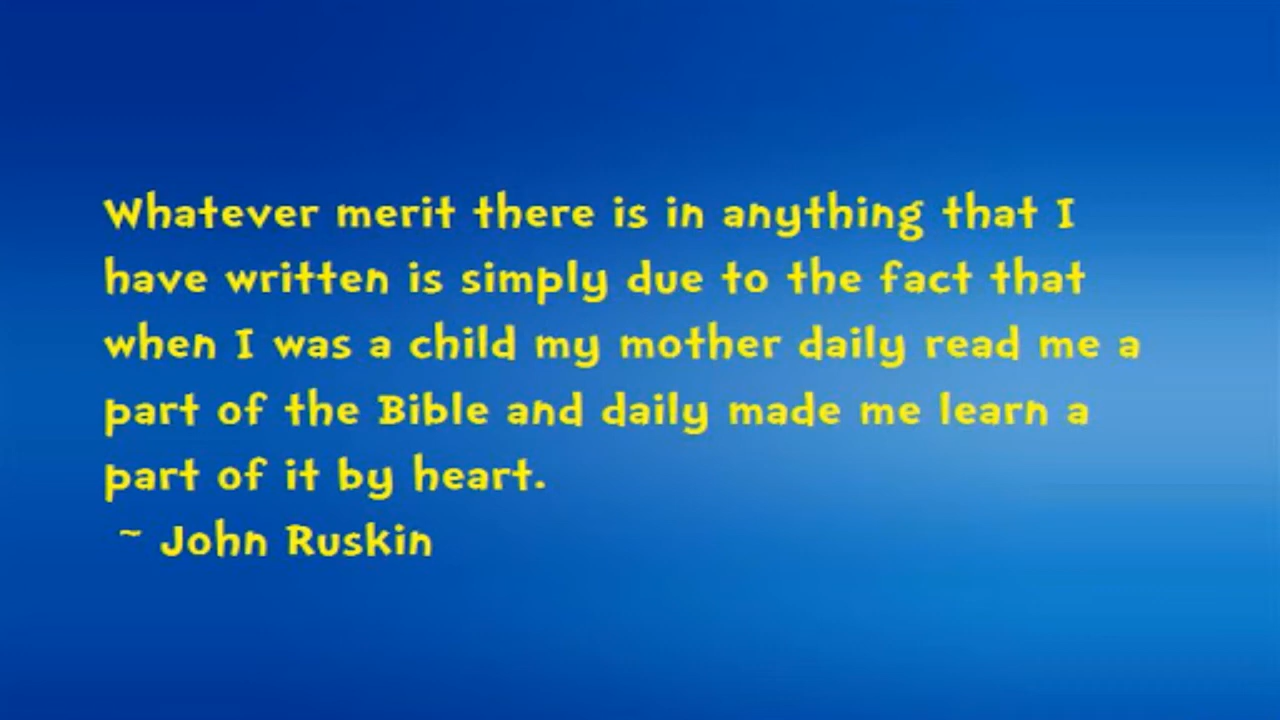 Whatever merit there is in anything that I
have written is simply due to the fact that
when I was a child my mother daily read me a
part of the Bible and daily made me learn a
part of it by heart.
~ John Ruskin